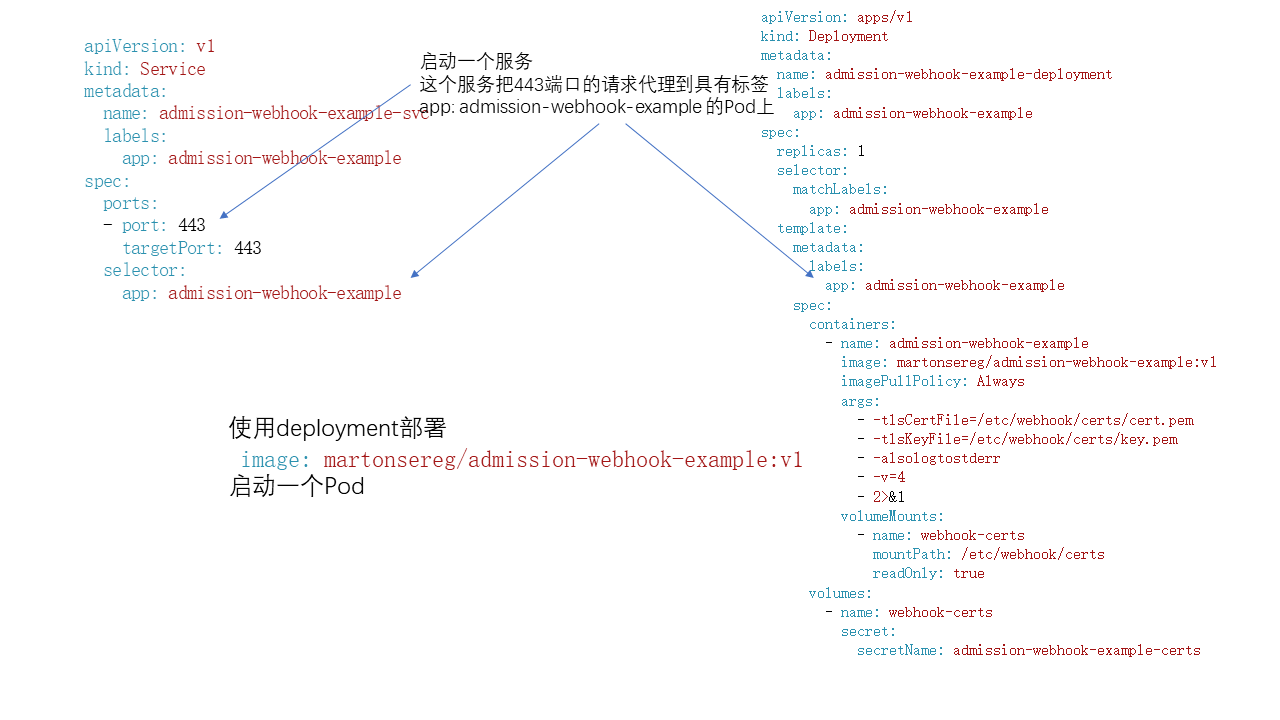 apiVersion: v1
kind: Service
metadata:
  name: admission-webhook-example-svc
  labels:
    app: admission-webhook-example
spec:
  ports:
  - port: 443
    targetPort: 443
  selector:
    app: admission-webhook-example
启动一个服务
这个服务把443端口的请求代理到具有标签
app: admission-webhook-example 的Pod上
使用deployment部署
image: martonsereg/admission-webhook-example:v1
启动一个Pod
apiVersion: apps/v1
kind: Deployment
metadata:
  name: admission-webhook-example-deployment
  labels:
    app: admission-webhook-example
spec:
  replicas: 1
  selector:
    matchLabels:
      app: admission-webhook-example
  template:
    metadata:
      labels:
        app: admission-webhook-example
    spec:
      containers:
        - name: admission-webhook-example
          image: martonsereg/admission-webhook-example:v1
          imagePullPolicy: Always
          args:
            - -tlsCertFile=/etc/webhook/certs/cert.pem
            - -tlsKeyFile=/etc/webhook/certs/key.pem
            - -alsologtostderr
            - -v=4
            - 2>&1
          volumeMounts:
            - name: webhook-certs
              mountPath: /etc/webhook/certs
              readOnly: true
      volumes:
        - name: webhook-certs
          secret:
            secretName: admission-webhook-example-certs